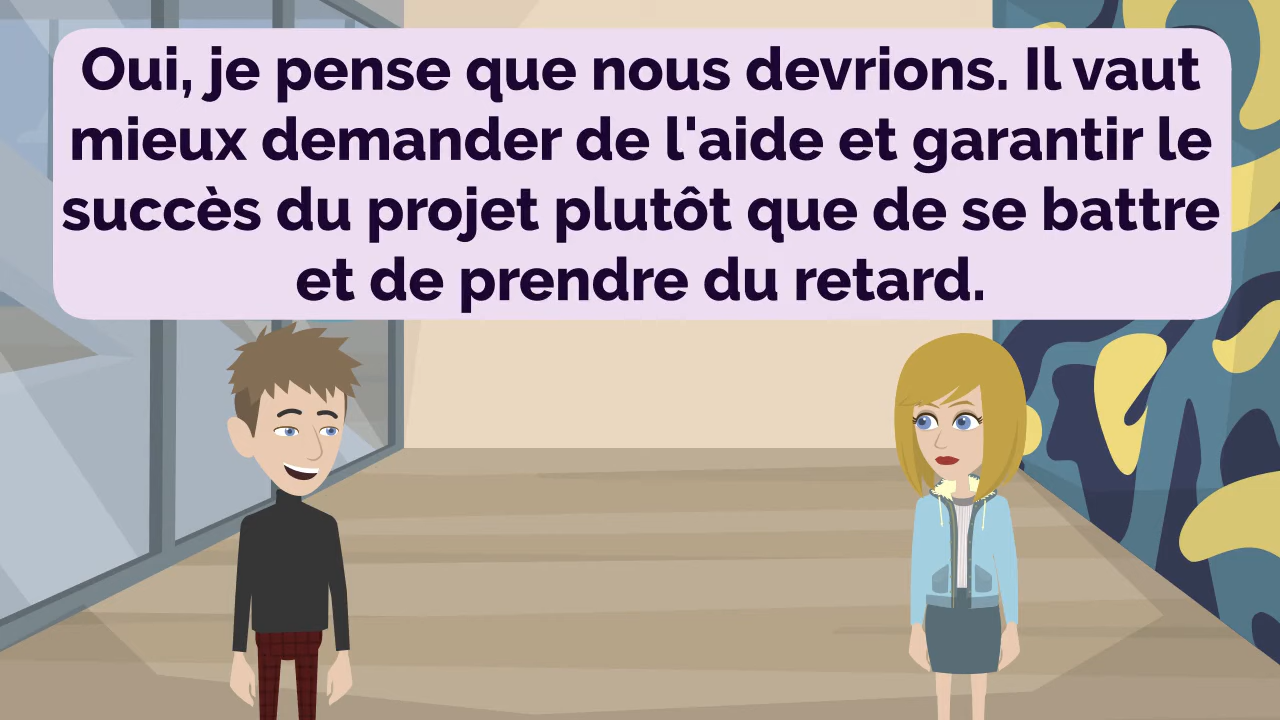 Oui, je pense que nous devrions. Il vaut
mieux demander de l'aide et garantir le
succès du projet plutôt que de se battre
et de prendre du retard.